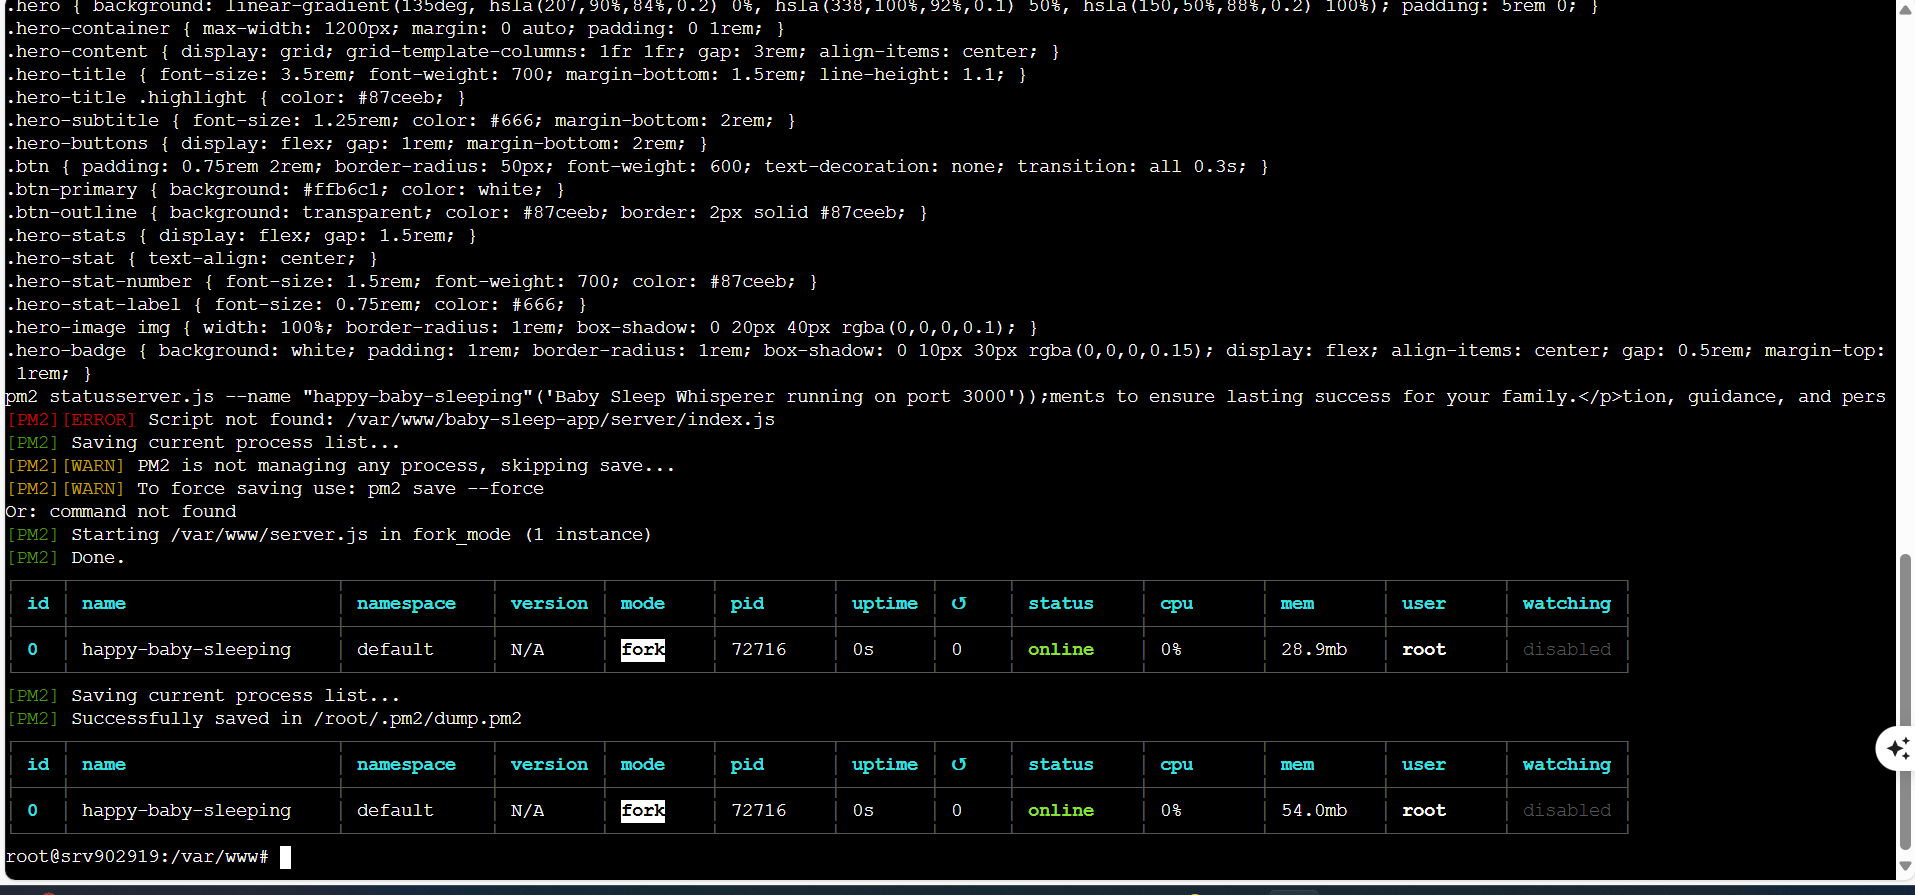 .hero { background: linear-gradient(135deg, hsla(207,90%,84%,0.2) 0%, hsla(338,100%,92%,0.1) 50%, hsla(150,50%,88%,0.2) 100%); padding: 5rem 0; }
.hero-container { max-width: 1200px; margin: 0 auto; padding: 0 1rem; }
.hero-content { display: grid; grid-template-columns: 1fr 1fr; gap: 3rem; align-items: center; }
.hero-title { font-size: 3.5rem; font-weight: 700; margin-bottom: 1.5rem; line-height: 1.1; }
.hero-title .highlight { color: #87ceeb; }
.hero-subtitle { font-size: 1.25rem; color: #666; margin-bottom: 2rem; }
.hero-buttons { display: flex; gap: 1rem; margin-bottom: 2rem; }
.btn { padding: 0.75rem 2rem; border-radius: 50px; font-weight: 600; text-decoration: none; transition: all 0.3s; }
.btn-primary { background: #ffb6c1; color: white; }
.btn-outline { background: transparent; color: #87ceeb; border: 2px solid #87ceeb; }
.hero-stats { display: flex; gap: 1.5rem; }
.hero-stat { text-align: center; }
.hero-stat-number { font-size: 1.5rem; font-weight: 700; color: #87ceeb; }
.hero-stat-label { font-size: 0.75rem; color: #666; }
.hero-image img { width: 100%; border-radius: 1rem; box-shadow: 0 20px 40px rgba(0,0,0,0.1); }
.hero-badge { background: white; padding: 1rem; border-radius: 1rem; box-shadow: 0 10px 30px rgba(0,0,0,0.15); display: flex; align-items: center; gap: 0.5rem; margin-top:
 1rem; }
pm2 statusserver.js --name "happy-baby-sleeping"('Baby Sleep Whisperer running on port 3000'));ments to ensure lasting success for your family.</p>tion, guidance, and pers
[PM2][ERROR] Script not found: /var/www/baby-sleep-app/server/index.js
[PM2] Saving current process list...
[PM2][WARN] PM2 is not managing any process, skipping save...
[PM2][WARN] To force saving use: pm2 save --force
Or: command not found
[PM2] Starting /var/www/server.js in fork_mode (1 instance)
[PM2] Done.
id name namespace version mode pid uptime ↺ status cpu mem user watching
0 happy-baby-sleeping default N/A fork 72716 0s 0 online 0% 28.9mb root disabled
[PM2] Saving current process list...
[PM2] Successfully saved in /root/.pm2/dump.pm2
id name namespace version mode pid uptime ↺ status cpu mem user watching
0 happy-baby-sleeping default N/A fork 72716 0s 0 online 0% 54.0mb root disabled
root@srv902919:/var/www#